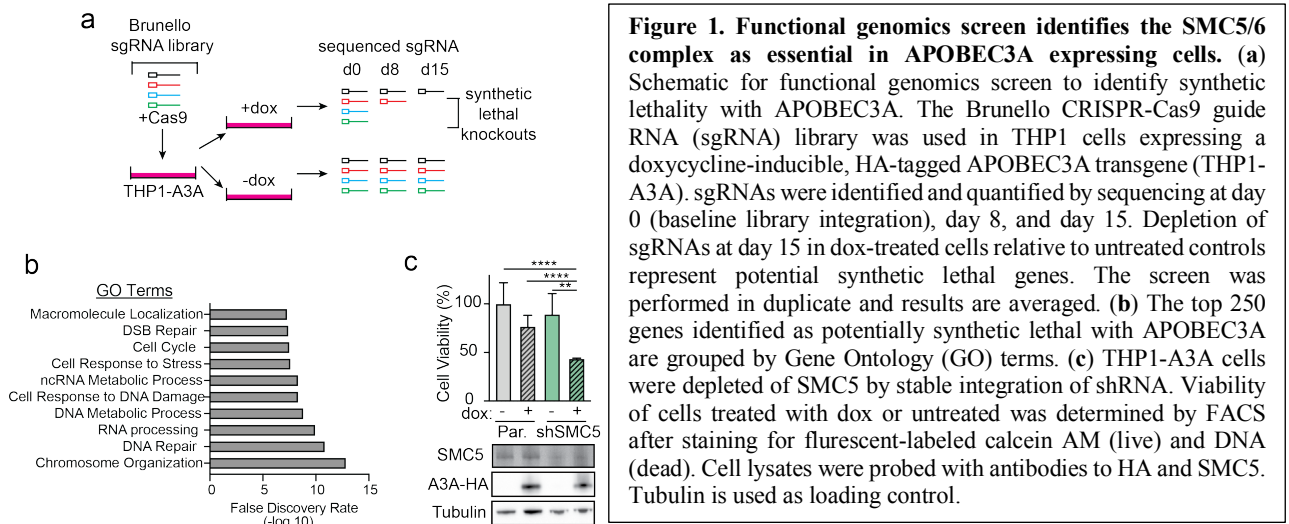 a
Brunello
sgRNA library
+Cas9
THP1-A3A
+dox
-dox
sequenced sgRNA
d0 d8 d15
synthetic
lethal
knockouts
b
GO Terms
Macromolecule Localization
DSB Repair
Cell Cycle
Cell Response to Stress
ncRNA Metabolic Process
Cell Response to DNA Damage
DNA Metabolic Process
RNA processing
DNA Repair
Chromosome Organization
0 5 10 15
False Discovery Rate
(-log 10)
c
****
****
**
Cell Viability (%)
100
50
0
dox: - + - +
Par. shSMC5
SMC5
A3A-HA
Tubulin
Figure 1. Functional genomics screen identifies the SMC5/6
complex as essential in APOBEC3A expressing cells. (a)
Schematic for functional genomics screen to identify synthetic
lethality with APOBEC3A. The Brunello CRISPR-Cas9 guide
RNA (sgRNA) library was used in THP1 cells expressing a
doxycycline-inducible, HA-tagged APOBEC3A transgene (THP1-
A3A). sgRNAs were identified and quantified by sequencing at day
0 (baseline library integration), day 8, and day 15. Depletion of
sgRNAs at day 15 in dox-treated cells relative to untreated controls
represent potential synthetic lethal genes. The screen was
performed in duplicate and results are averaged. (b) The top 250
genes identified as potentially synthetic lethal with APOBEC3A
are grouped by Gene Ontology (GO) terms. (c) THP1-A3A cells
were depleted of SMC5 by stable integration of shRNA. Viability
of cells treated with dox or untreated was determined by FACS
after staining for flurescent-labeled calcein AM (live) and DNA
(dead). Cell lysates were probed with antibodies to HA and SMC5.
Tubulin is used as loading control.